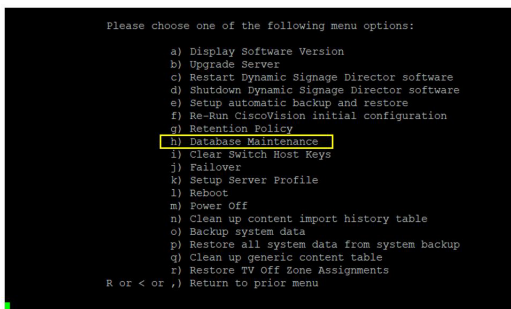 Please choose one of the following menu options:
a) Display Software Version
b) Upgrade Server
c) Restart Dynamic Signage Director software
d) Shutdown Dynamic Signage Director software
e) Setup automatic backup and restore
f) Re-Run CiscoVision initial configuration
g) Retention Policy
h) Database Maintenance
i) Clear Switch Host Keys
j) Failover
k) Setup Server Profile
l) Reboot
m) Power Off
n) Clean up content import history table
o) Backup system data
p) Restore all system data from system backup
q) Clean up generic content table
r) Restore TV Off Zone Assignments
R or < or ,) Return to prior menu